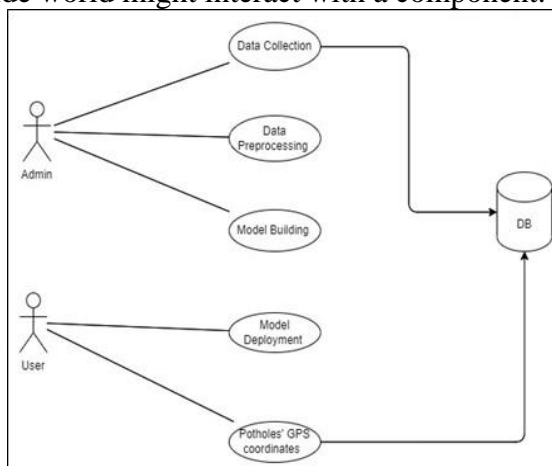 ide world might interact with a component.
Data Collection
Data
Preprocessing
Admin
Model Building
DB
Model
Deployment
User
Potholes' GPS
coordinates